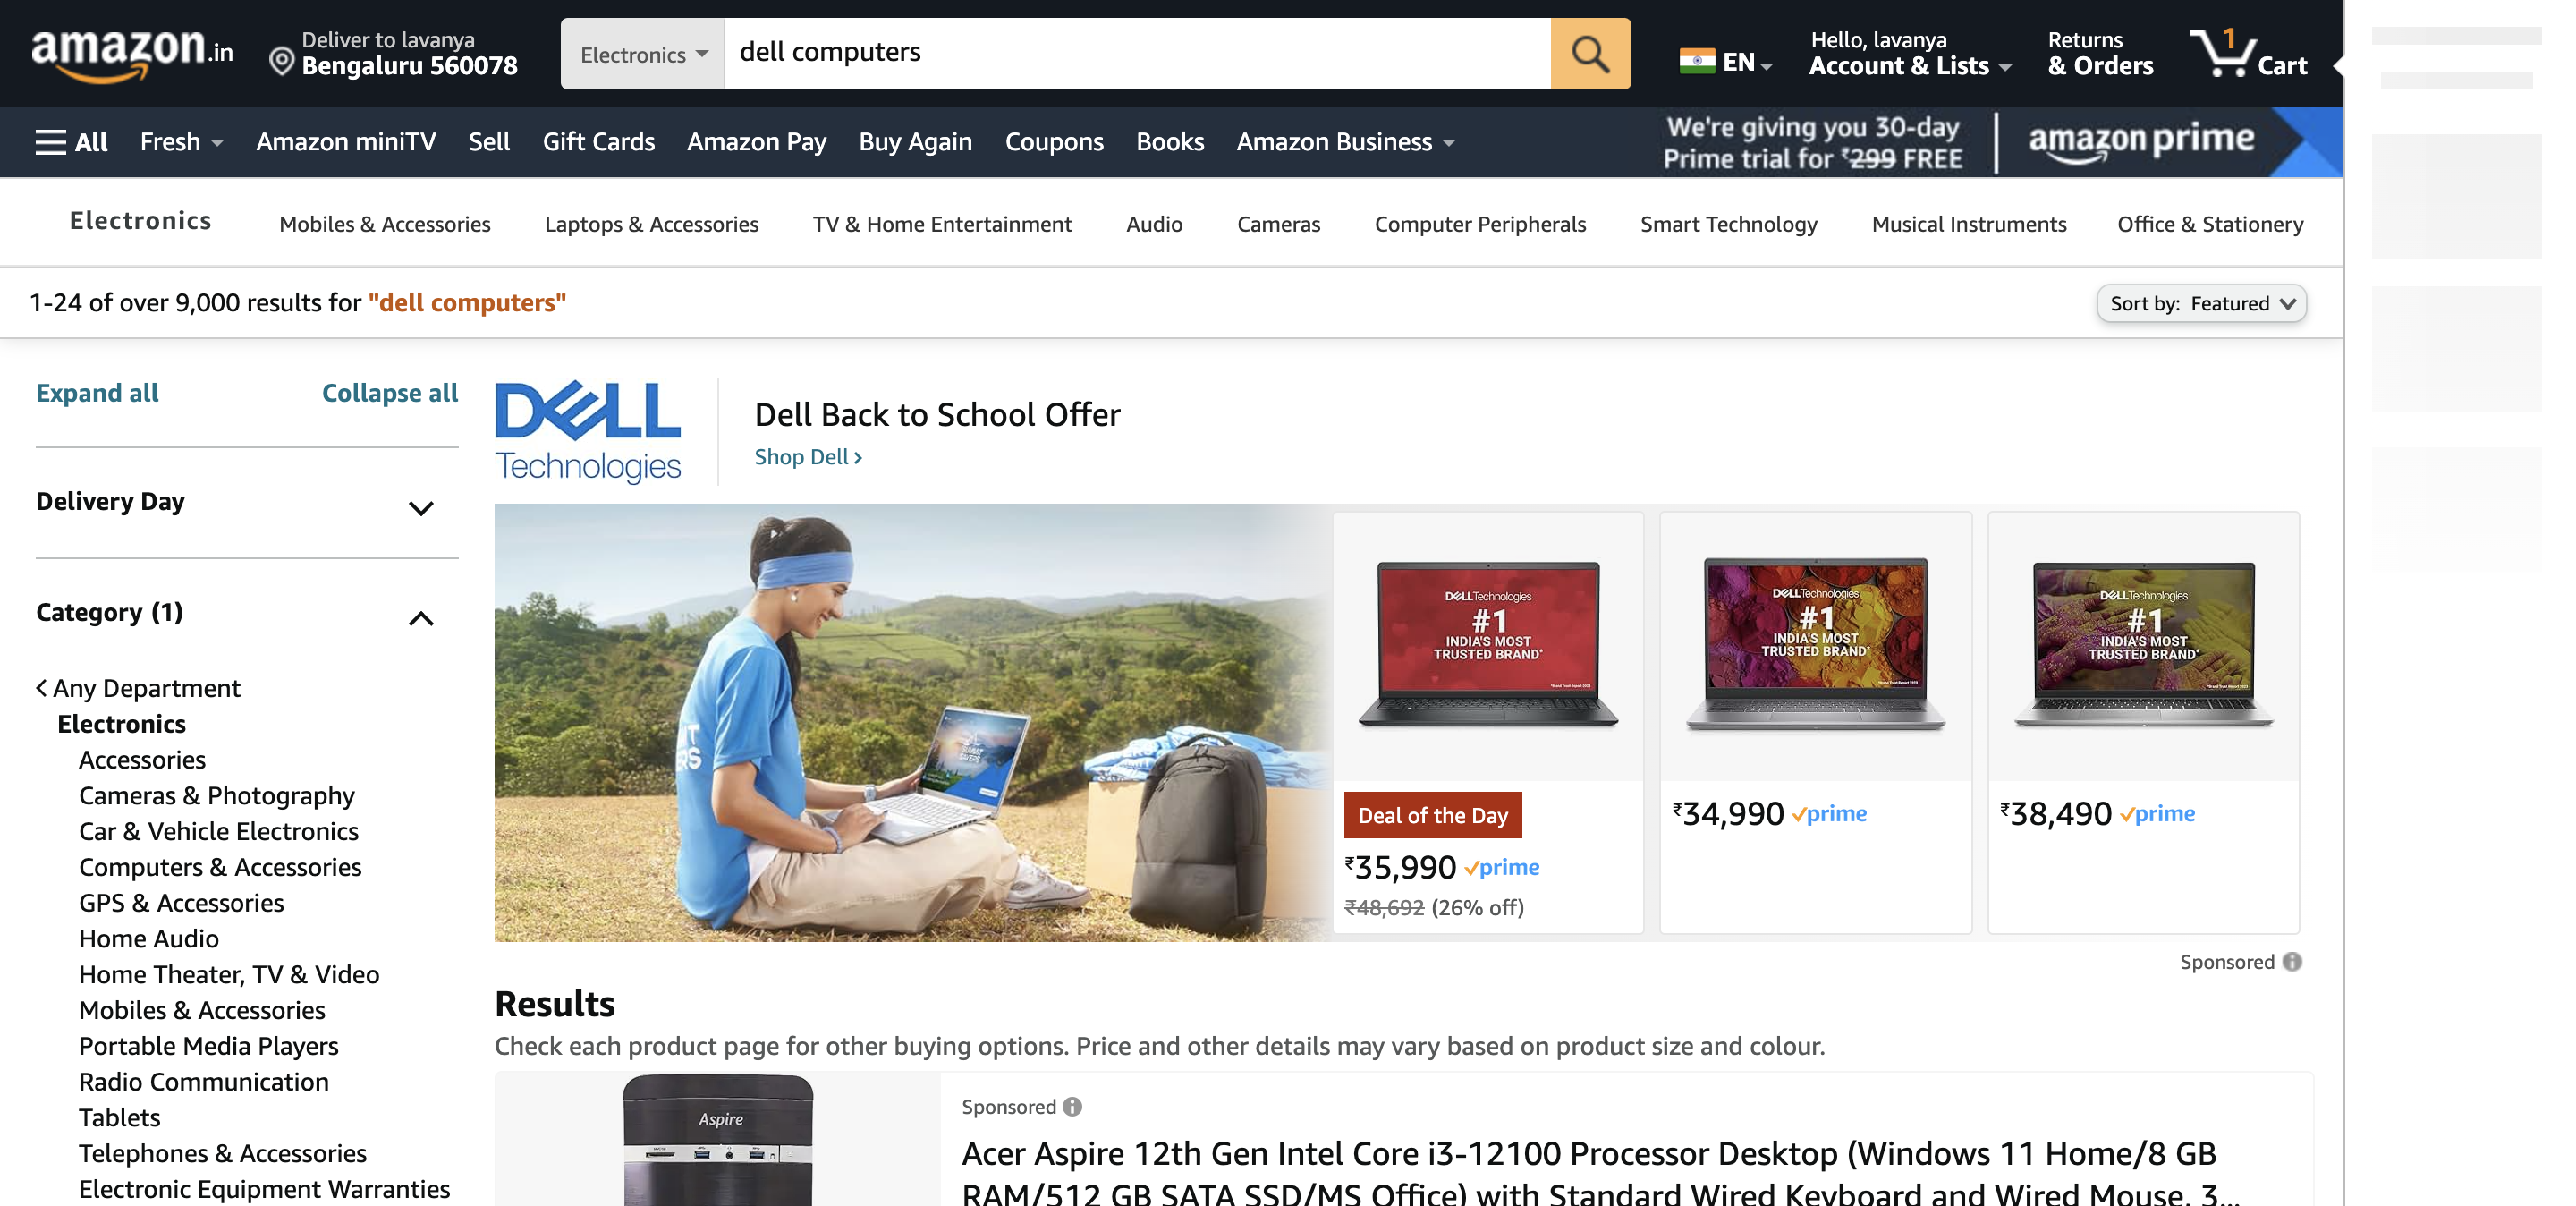 amazon.in
Deliver to lavanya
Bengaluru 560078
Electronics
dell computers
EN
Hello, lavanya
Account & Lists
Returns
& Orders
1
Cart
All
Fresh
Amazon miniTV
Sell
Gift Cards
Amazon Pay
Buy Again
Coupons
Books
Amazon Business
We're giving you 30-day
Prime trial for ₹299 FREE
amazon prime
Electronics
Mobiles & Accessories
Laptops & Accessories
TV & Home Entertainment
Audio
Cameras
Computer Peripherals
Smart Technology
Musical Instruments
Office & Stationery
1-24 of over 9,000 results for "dell computers"
Sort by: Featured
Expand all
Collapse all
Delivery Day
Category (1)
Any Department
Electronics
Accessories
Cameras & Photography
Car & Vehicle Electronics
Computers & Accessories
GPS & Accessories
Home Audio
Home Theater, TV & Video
Mobiles & Accessories
Portable Media Players
Radio Communication
Tablets
Telephones & Accessories
Electronic Equipment Warranties
DELL
Technologies
Dell Back to School Offer
Shop Dell
DELL Technologies
#1
INDIA'S MOST
TRUSTED BRAND*
Deal of the Day
₹35,990 prime
₹48,692 (26% off)
DELL Technologies
#1
INDIA'S MOST
TRUSTED BRAND*
₹34,990 prime
DELL Technologies
#1
INDIA'S MOST
TRUSTED BRAND*
₹38,490 prime
Sponsored
Results
Check each product page for other buying options. Price and other details may vary based on product size and colour.
Aspire
Sponsored
Acer Aspire 12th Gen Intel Core i3-12100 Processor Desktop (Windows 11 Home/8 GB
RAM/512 GB SATA SSD/MS Office) with Standard Wired Keyboard and Wired Mouse, 3...